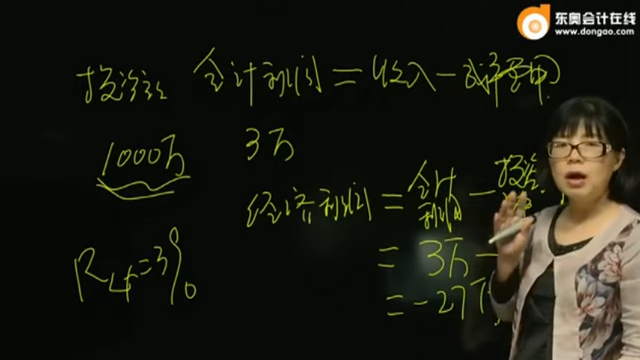 东奥会计在线
www.dongao.com
投资 会计利润 = 收入 - 成本费用
1000万 3万
经济利润 = 会计利润 - 投资
R = 3%
= 3万 -
= -27万